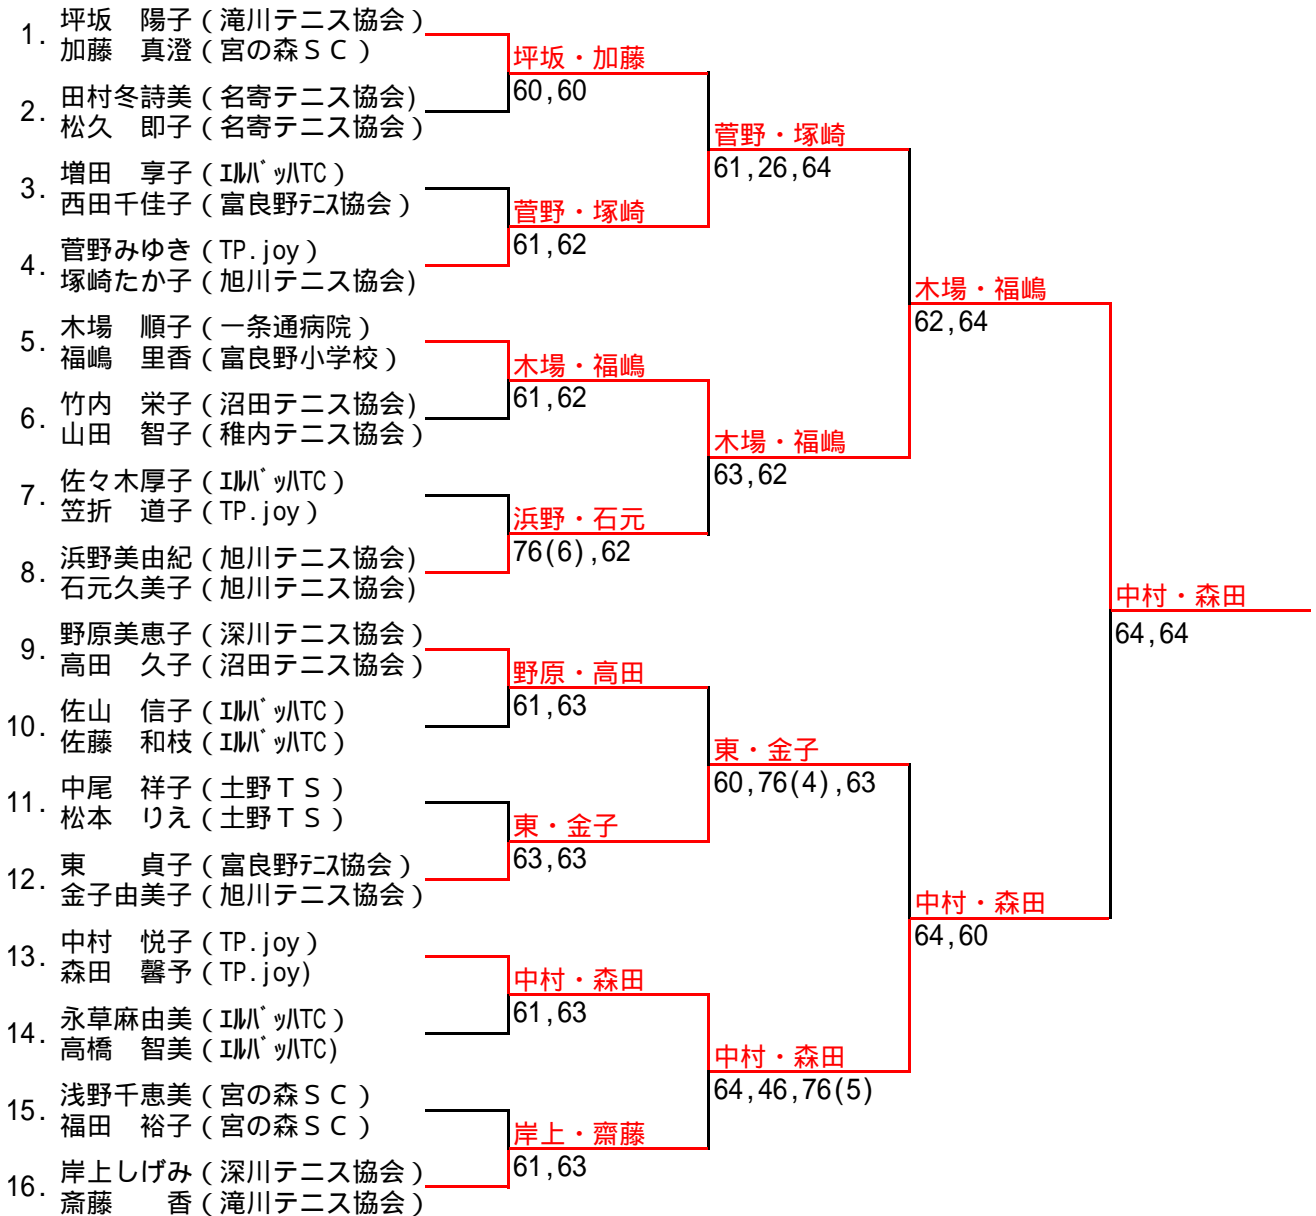 1. 坪坂　陽子（滝川テニス協会）
加藤　真澄（宮の森ＳＣ）
2. 田村冬詩美（名寄テニス協会)
松久　即子（名寄テニス協会）
3. 増田　享子（ｴﾙﾊﾞｯﾊTC）
西田千佳子（富良野ﾃﾆｽ協会）
4. 菅野みゆき（TP.joy）
塚崎たか子（旭川テニス協会)
5. 木場　順子（一条通病院）
福嶋　里香（富良野小学校）
6. 竹内　栄子（沼田テニス協会)
山田　智子（稚内テニス協会）
7. 佐々木厚子（ｴﾙﾊﾞｯﾊTC）
笠折　道子（TP.joy）
8. 浜野美由紀（旭川テニス協会)
石元久美子（旭川テニス協会)
9. 野原美恵子（深川テニス協会）
高田　久子（沼田テニス協会）
10. 佐山　信子（ｴﾙﾊﾞｯﾊTC）
佐藤　和枝（ｴﾙﾊﾞｯﾊTC）
11. 中尾　祥子（土野ＴＳ）
松本　りえ（土野ＴＳ）
12. 東　　貞子（富良野ﾃﾆｽ協会）
金子由美子（旭川テニス協会）
13. 中村　悦子（TP.joy）
森田　馨予（TP.joy)
14. 永草麻由美（ｴﾙﾊﾞｯﾊTC）
高橋　智美（ｴﾙﾊﾞｯﾊTC)
15. 浅野千恵美（宮の森ＳＣ）
福田　裕子（宮の森ＳＣ）
16. 岸上しげみ（深川テニス協会）
斎藤　　香（滝川テニス協会）
坪坂・加藤
60,60
菅野・塚崎
61,62
木場・福嶋
61,62
浜野・石元
76(6),62
野原・高田
61,63
東・金子
63,63
中村・森田
61,63
岸上・齋藤
61,63
菅野・塚崎
61,26,64
木場・福嶋
63,62
東・金子
60,76(4),63
中村・森田
64,46,76(5)
木場・福嶋
62,64
中村・森田
64,60
中村・森田
64,64